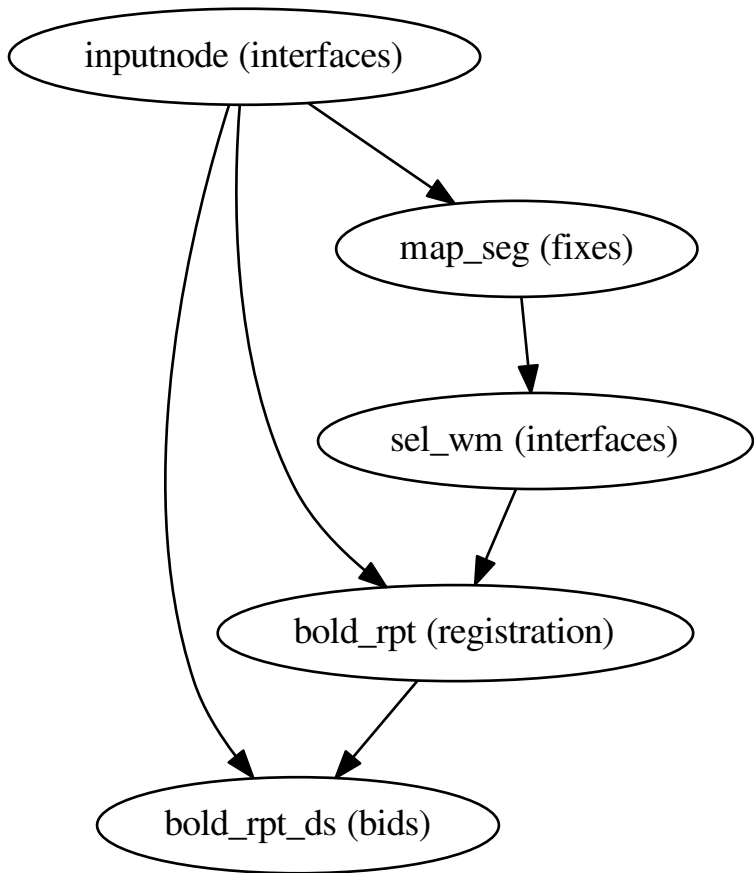 inputnode (interfaces)
map_seg (fixes)
sel_wm (interfaces)
bold_rpt (registration)
bold_rpt_ds (bids)